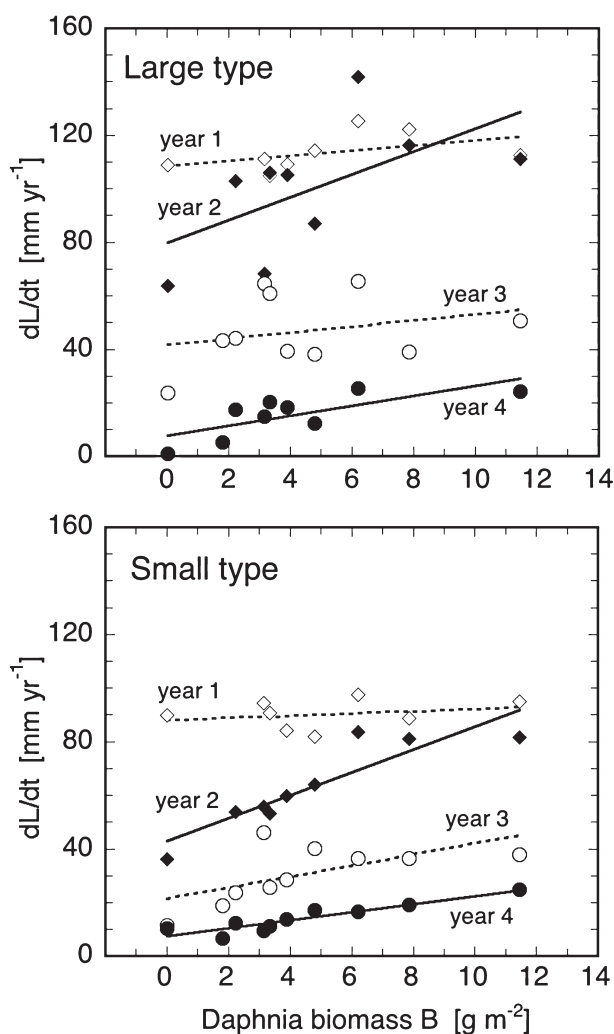 160
120
80
40
0
dL/dt [mm yr-1]
Large type
year 1
year 2
year 3
year 4
0 2 4 6 8 10 12 14
160
120
80
40
0
dL/dt [mm yr-1]
Small type
year 1
year 2
year 3
year 4
0 2 4 6 8 10 12 14
Daphnia biomass B [g m-2]